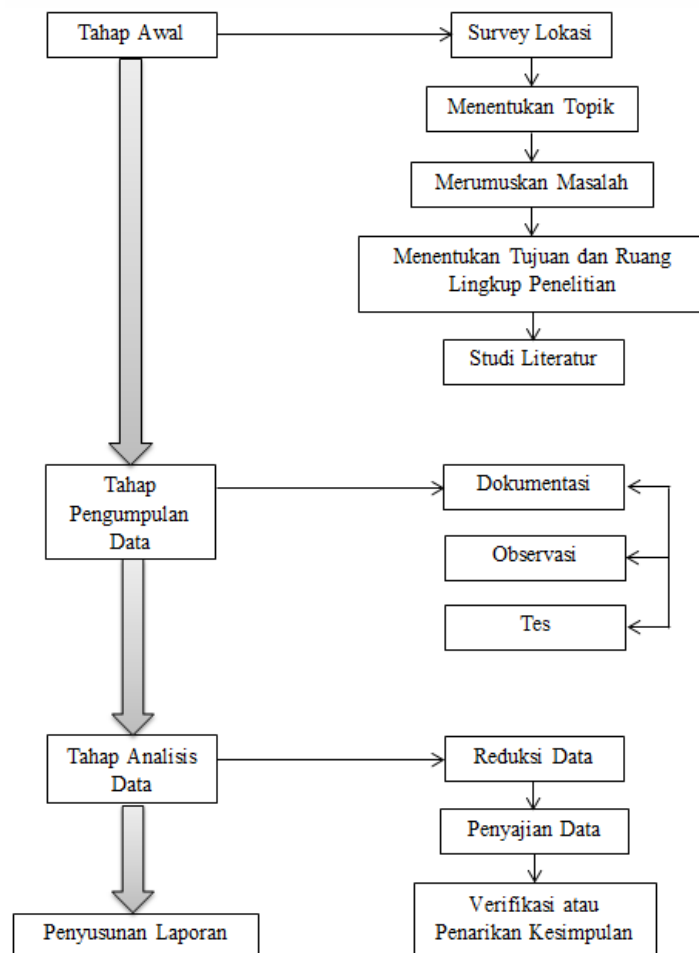 Tahap Awal
Survey Lokasi
Menentukan Topik
Merumuskan Masalah
Menentukan Tujuan dan Ruang
Lingkup Penelitian
Studi Literatur
Tahap
Pengumpulan
Data
Dokumentasi
Observasi
Tes
Tahap Analisis
Data
Reduksi Data
Penyajian Data
Verifikasi atau
Penarikan Kesimpulan
Penyusunan Laporan